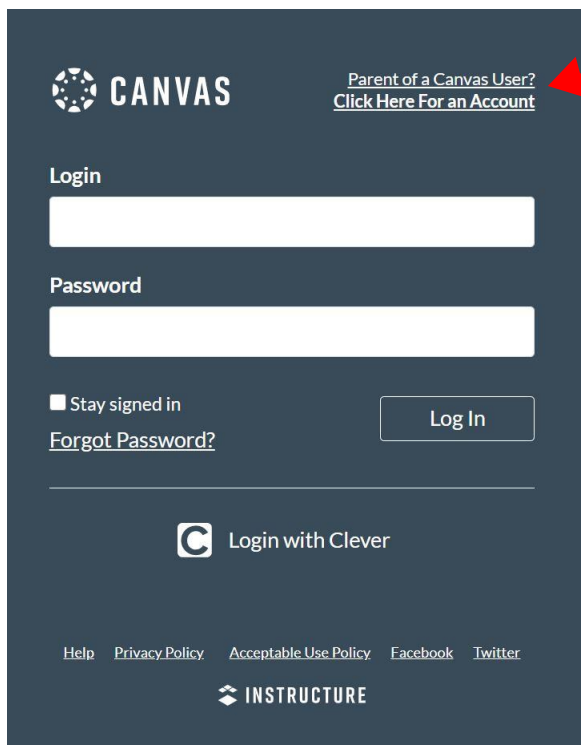 CANVAS
Parent of a Canvas User?
Click Here For an Account
Login
Password
Stay signed in
Log In
Forgot Password?
C Login with Clever
Help Privacy Policy Acceptable Use Policy Facebook Twitter
INSTRUCTURE